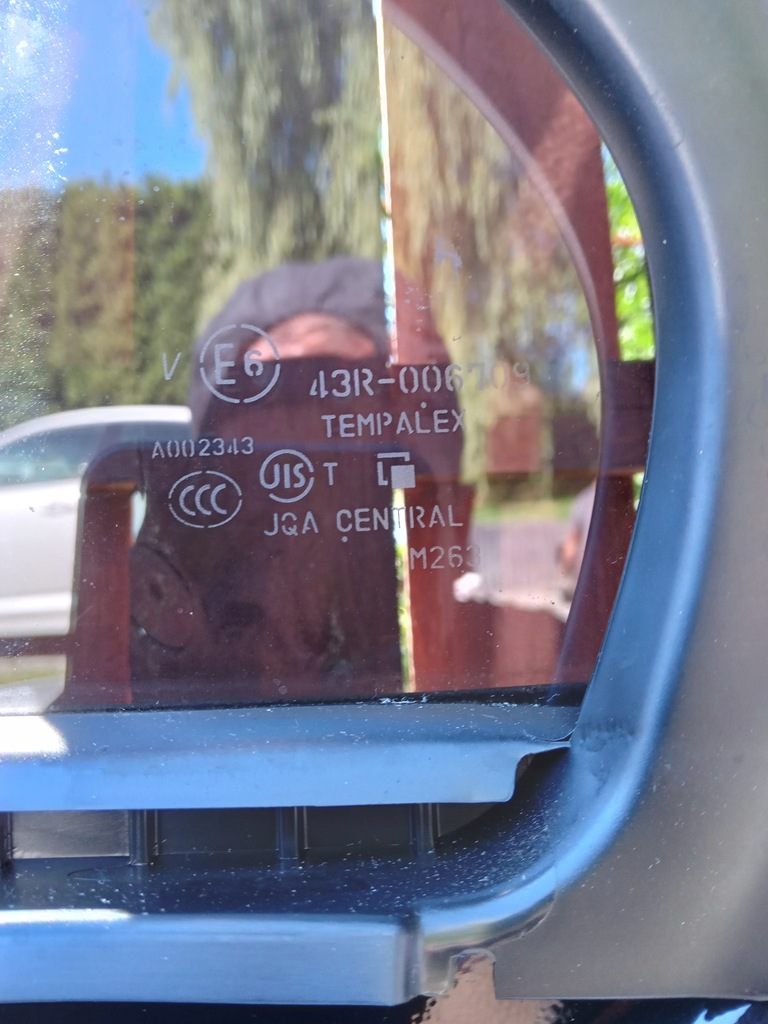 V E6 43R-006709
TEMPALEX
A002343
CCC JIS T
JQA CENTRAL
M263